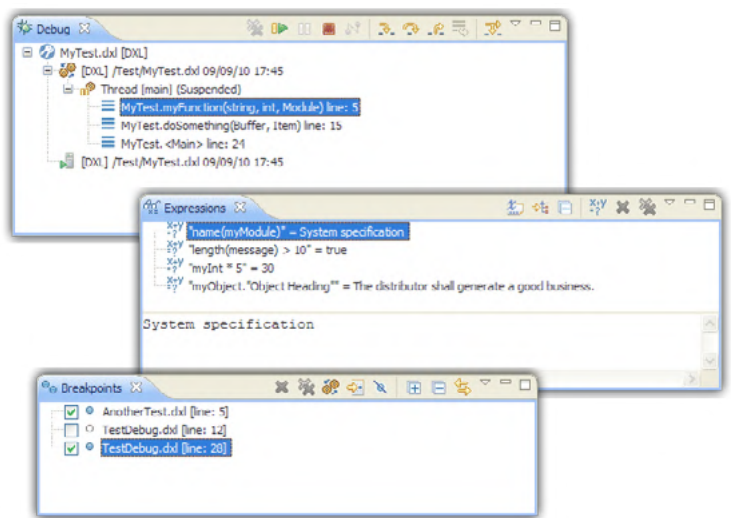 Debug
MyTest.dxl [DXL]
[DXL] /Test/MyTest.dxl 09/09/10 17:45
Thread [main] (Suspended)
MyTest.myFunction(string, int, Module) line: 5
MyTest.doSomething(Buffer, Item) line: 15
MyTest. <Main> line: 24
[DXL] /Test/MyTest.dxl 09/09/10 17:45
Expressions
"name(myModule)" = System specification
"length(message) > 10" = true
"myInt * 5" = 30
"myObject."Object Heading"" = The distributor shall generate a good business.
System specification
Breakpoints
AnotherTest.dxl [line: 5]
TestDebug.dxl [line: 12]
TestDebug.dxl [line: 28]